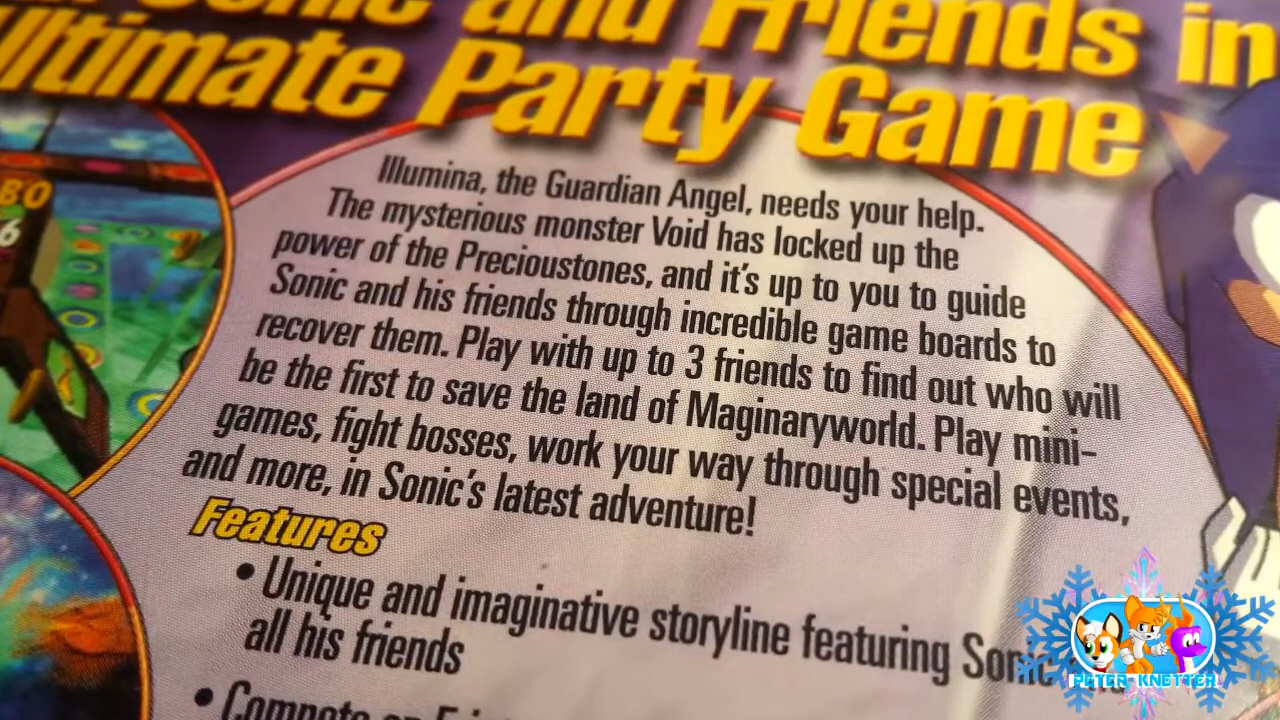 Sonic and Friends in
Ultimate Party Game
Illumina, the Guardian Angel, needs your help.
The mysterious monster Void has locked up the
power of the Precioustones, and it's up to you to guide
Sonic and his friends through incredible game boards to
recover them. Play with up to 3 friends to find out who will
be the first to save the land of Maginaryworld. Play mini-
games, fight bosses, work your way through special events,
and more, in Sonic's latest adventure!
Features
• Unique and imaginative storyline featuring Sonic
all his friends
• Compete
BO
6
PETER KNETTER